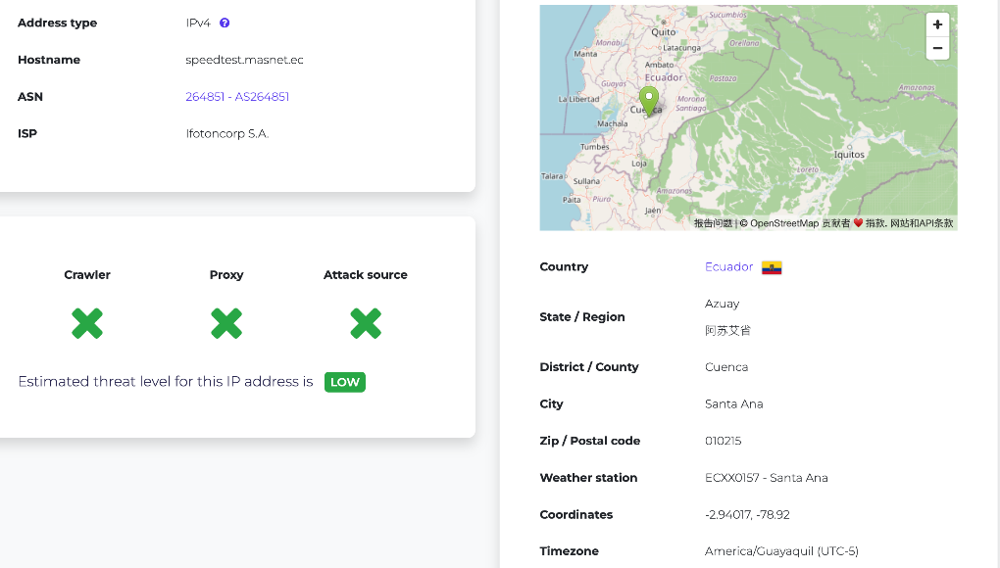 Address type IPv4
Hostname speedtest.masnet.ec
ASN 264851 - AS264851
ISP Ifotoncorp S.A.
Crawler Proxy Attack source
Estimated threat level for this IP address is LOW
+
−
Sucumbíos
Quito
Orellana
Manabí
Manta
Latacunga
Ambato
Ecuador
Pastaza
Guayas
Amazonas
La Libertad
Morona-
Santiago
Cuenca
Machala
Tumbes
Iquitos
Loja
Loreto
Talara
Sullana
Amazonas
Paita
Piura
Jaén
报告问题 | © OpenStreetMap 贡献者 ♥ 捐款. 网站和API条款
Country Ecuador
State / Region Azuay
阿苏艾省
District / County Cuenca
City Santa Ana
Zip / Postal code 010215
Weather station ECXX0157 - Santa Ana
Coordinates -2.94017, -78.92
Timezone America/Guayaquil (UTC-5)